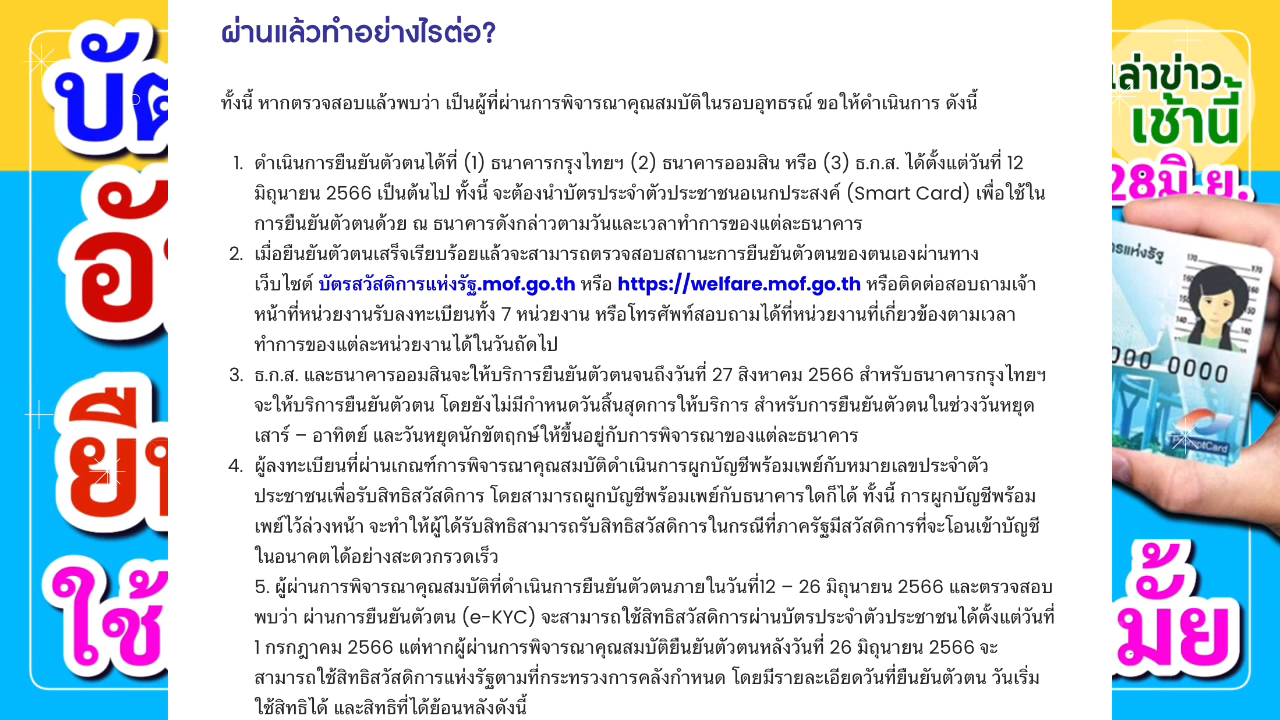 ผ่านแล้วทำอย่างไรต่อ?
ทั้งนี้ หากตรวจสอบแล้วพบว่า เป็นผู้ที่ผ่านการพิจารณาคุณสมบัติในรอบอุทธรณ์ ขอให้ดำเนินการ ดังนี้
1. ดำเนินการยืนยันตัวตนได้ที่ (1) ธนาคารกรุงไทยฯ (2) ธนาคารออมสิน หรือ (3) ธ.ก.ส. ได้ตั้งแต่วันที่ 12
มิถุนายน 2566 เป็นต้นไป ทั้งนี้ จะต้องนำบัตรประจำตัวประชาชนอเนกประสงค์ (Smart Card) เพื่อใช้ใน
การยืนยันตัวตนด้วย ณ ธนาคารดังกล่าวตามวันและเวลาทำการของแต่ละธนาคาร
2. เมื่อยืนยันตัวตนเสร็จเรียบร้อยแล้วจะสามารถตรวจสอบสถานะการยืนยันตัวตนของตนเองผ่านทาง
เว็บไซต์ บัตรสวัสดิการแห่งรัฐ.mof.go.th หรือ https://welfare.mof.go.th หรือติดต่อสอบถามเจ้า
หน้าที่หน่วยงานรับลงทะเบียนทั้ง 7 หน่วยงาน หรือโทรศัพท์สอบถามได้ที่หน่วยงานที่เกี่ยวข้องตามเวลา
ทำการของแต่ละหน่วยงานได้ในวันถัดไป
3. ธ.ก.ส. และธนาคารออมสินจะให้บริการยืนยันตัวตนจนถึงวันที่ 27 สิงหาคม 2566 สำหรับธนาคารกรุงไทยฯ
จะให้บริการยืนยันตัวตน โดยยังไม่มีกำหนดวันสิ้นสุดการให้บริการ สำหรับการยืนยันตัวตนในช่วงวันหยุด
เสาร์ – อาทิตย์ และวันหยุดนักขัตฤกษ์ให้ขึ้นอยู่กับการพิจารณาของแต่ละธนาคาร
4. ผู้ลงทะเบียนที่ผ่านเกณฑ์การพิจารณาคุณสมบัติดำเนินการผูกบัญชีพร้อมเพย์กับหมายเลขประจำตัว
ประชาชนเพื่อรับสิทธิสวัสดิการ โดยสามารถผูกบัญชีพร้อมเพย์กับธนาคารใดก็ได้ ทั้งนี้ การผูกบัญชีพร้อม
เพย์ไว้ล่วงหน้า จะทำให้ผู้ได้รับสิทธิสามารถรับสิทธิสวัสดิการในกรณีที่ภาครัฐมีสวัสดิการที่จะโอนเข้าบัญชี
ในอนาคตได้อย่างสะดวกรวดเร็ว
5. ผู้ผ่านการพิจารณาคุณสมบัติที่ดำเนินการยืนยันตัวตนภายในวันที่12 – 26 มิถุนายน 2566 และตรวจสอบ
พบว่า ผ่านการยืนยันตัวตน (e-KYC) จะสามารถใช้สิทธิสวัสดิการผ่านบัตรประจำตัวประชาชนได้ตั้งแต่วันที่
1 กรกฎาคม 2566 แต่หากผู้ผ่านการพิจารณาคุณสมบัติยืนยันตัวตนหลังวันที่ 26 มิถุนายน 2566 จะ
สามารถใช้สิทธิสวัสดิการแห่งรัฐตามที่กระทรวงการคลังกำหนด โดยมีรายละเอียดวันที่ยืนยันตัวตน วันเริ่ม
ใช้สิทธิได้ และสิทธิที่ได้ย้อนหลังดังนี้
บัต
ยืน
ใช้
เล่าข่าว
เช้านี้
28มิ.ย.
ารแห่งรัฐ
000 0000
PromptCard
มั้ย